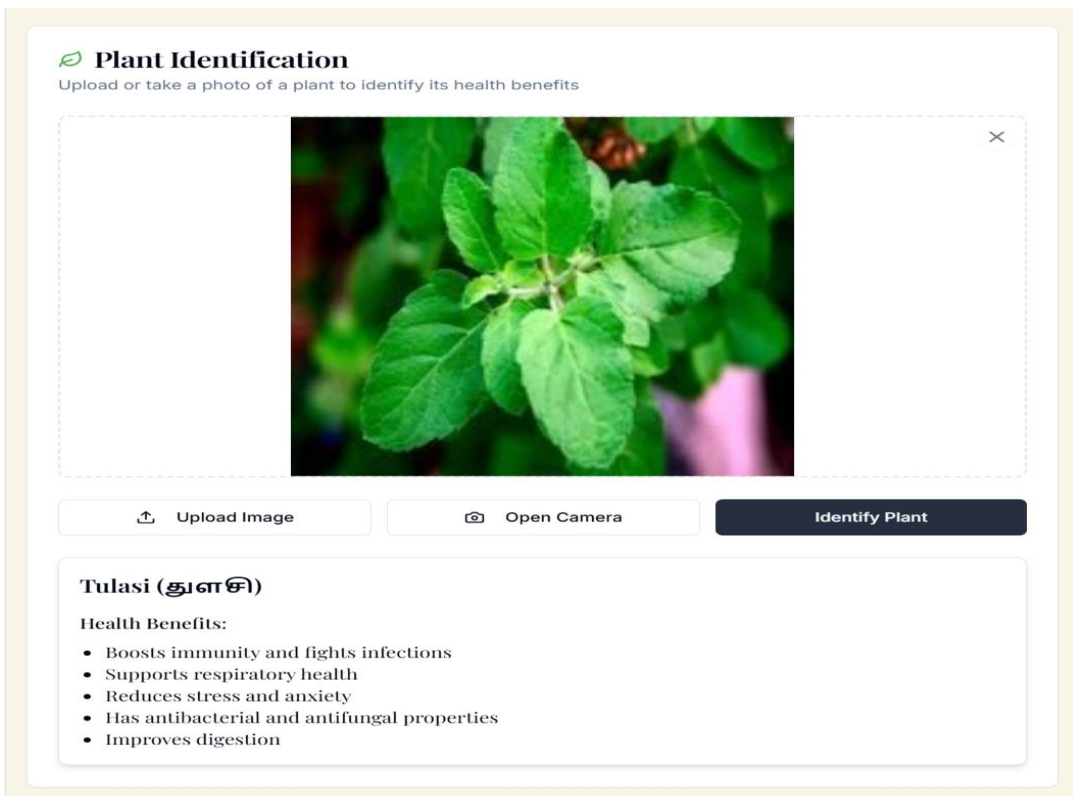 Plant Identification
Upload or take a photo of a plant to identify its health benefits
Upload Image
Open Camera
Identify Plant
Tulasi (துளசி)
Health Benefits:
• Boosts immunity and fights infections
• Supports respiratory health
• Reduces stress and anxiety
• Has antibacterial and antifungal properties
• Improves digestion